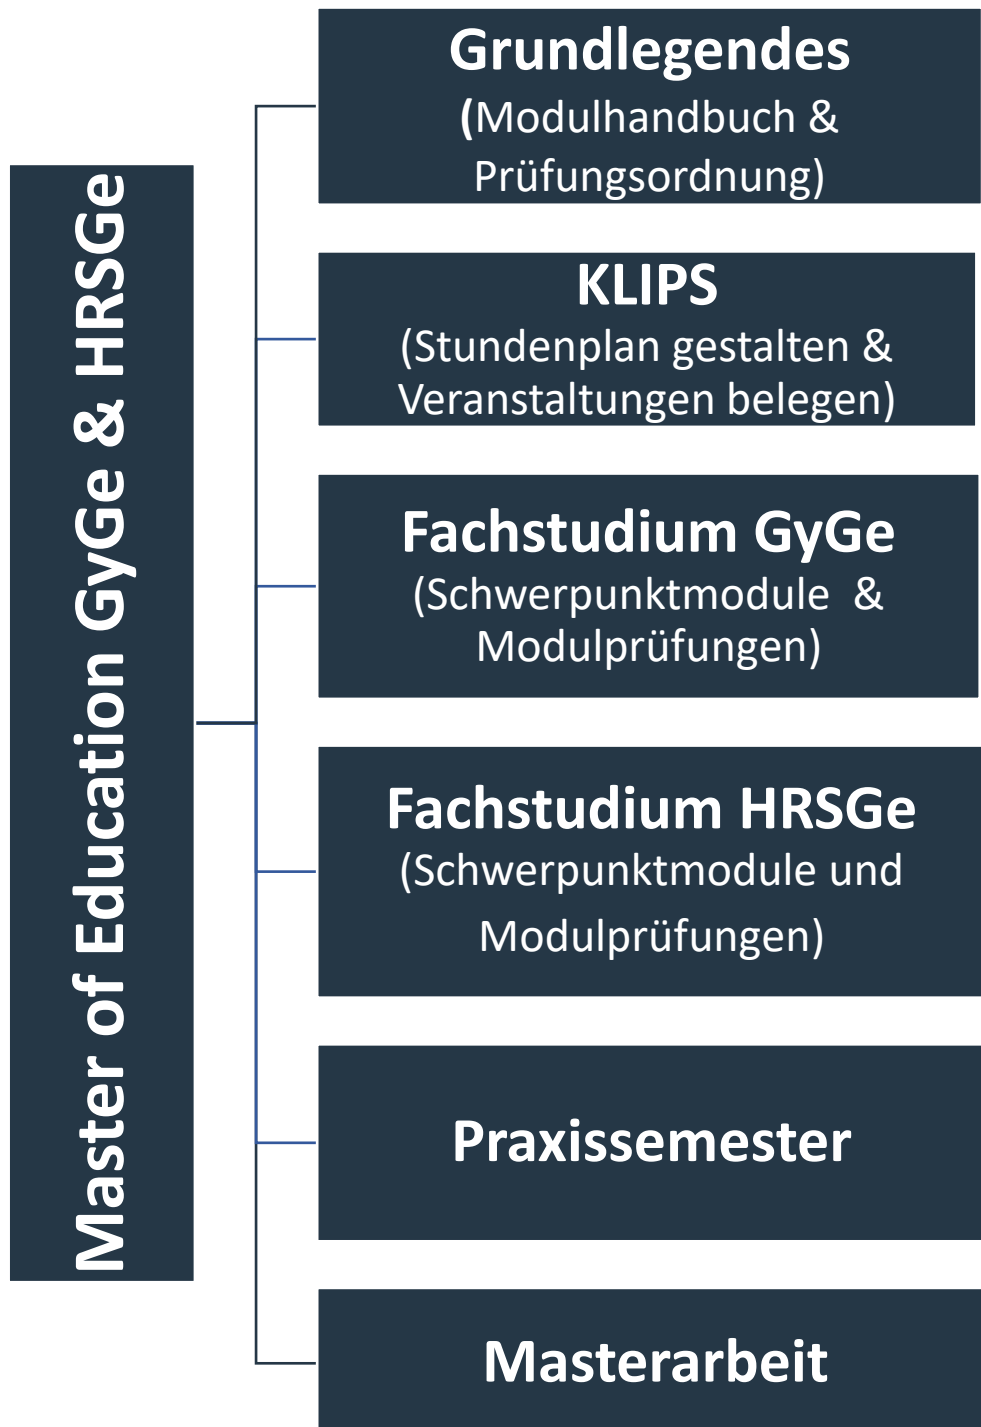 Master of Education GyGe & HRSGe
Grundlegendes
(Modulhandbuch &
Prüfungsordnung)
KLIPS
(Stundenplan gestalten &
Veranstaltungen belegen)
Fachstudium GyGe
(Schwerpunktmodule &
Modulprüfungen)
Fachstudium HRSGe
(Schwerpunktmodule und
Modulprüfungen)
Praxissemester
Masterarbeit